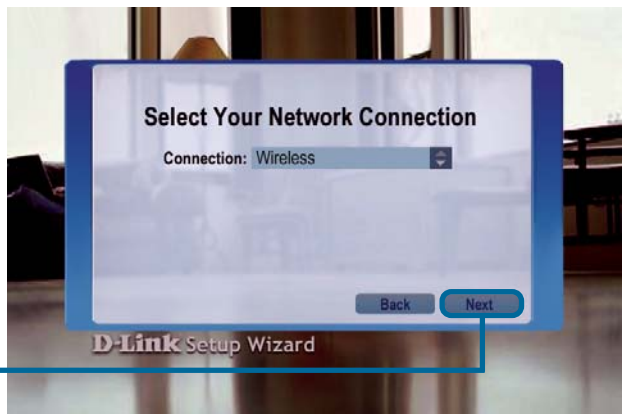 Select Your Network Connection
Connection: Wireless
Back Next
D-Link Setup Wizard